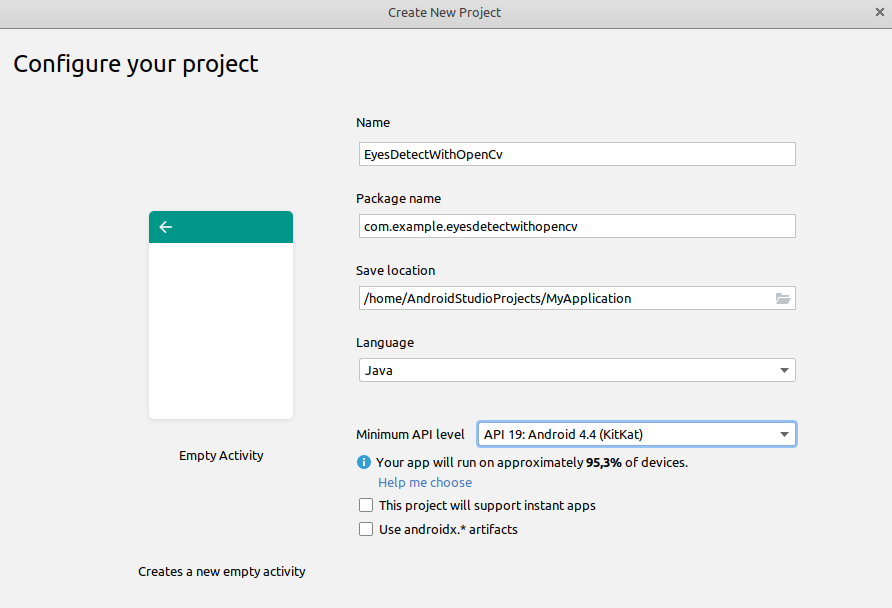 Create New Project
Configure your project
Name
EyesDetectWithOpenCv
Package name
com.example.eyesdetectwithopencv
Save location
/home/AndroidStudioProjects/MyApplication
Language
Java
Minimum API level API 19: Android 4.4 (KitKat)
Your app will run on approximately 95,3% of devices.
Help me choose
This project will support instant apps
Use androidx.* artifacts
Empty Activity
Creates a new empty activity